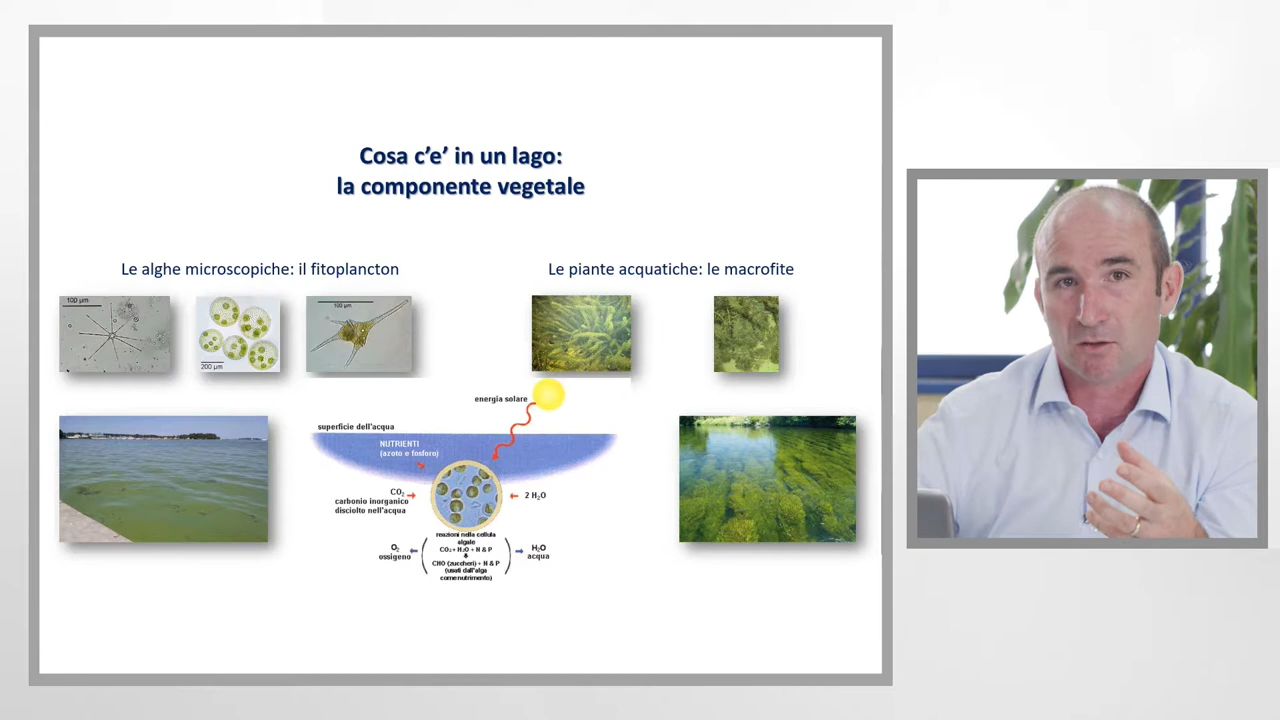 Cosa c'e' in un lago:
la componente vegetale
Le alghe microscopiche: il fitoplancton
Le piante acquatiche: le macrofite
100 µm
200 µm
100 µm
energia solare
superficie dell'acqua
NUTRIENTI
(azoto e fosforo)
CO2
carbonio inorganico
disciolto nell'acqua
2 H2O
O2
ossigeno
reazioni nella cellula
algale
CO2 + H2O + N & P
CHO (zuccheri) + N & P
(usati dall'alga
come nutrimento)
H2O
acqua